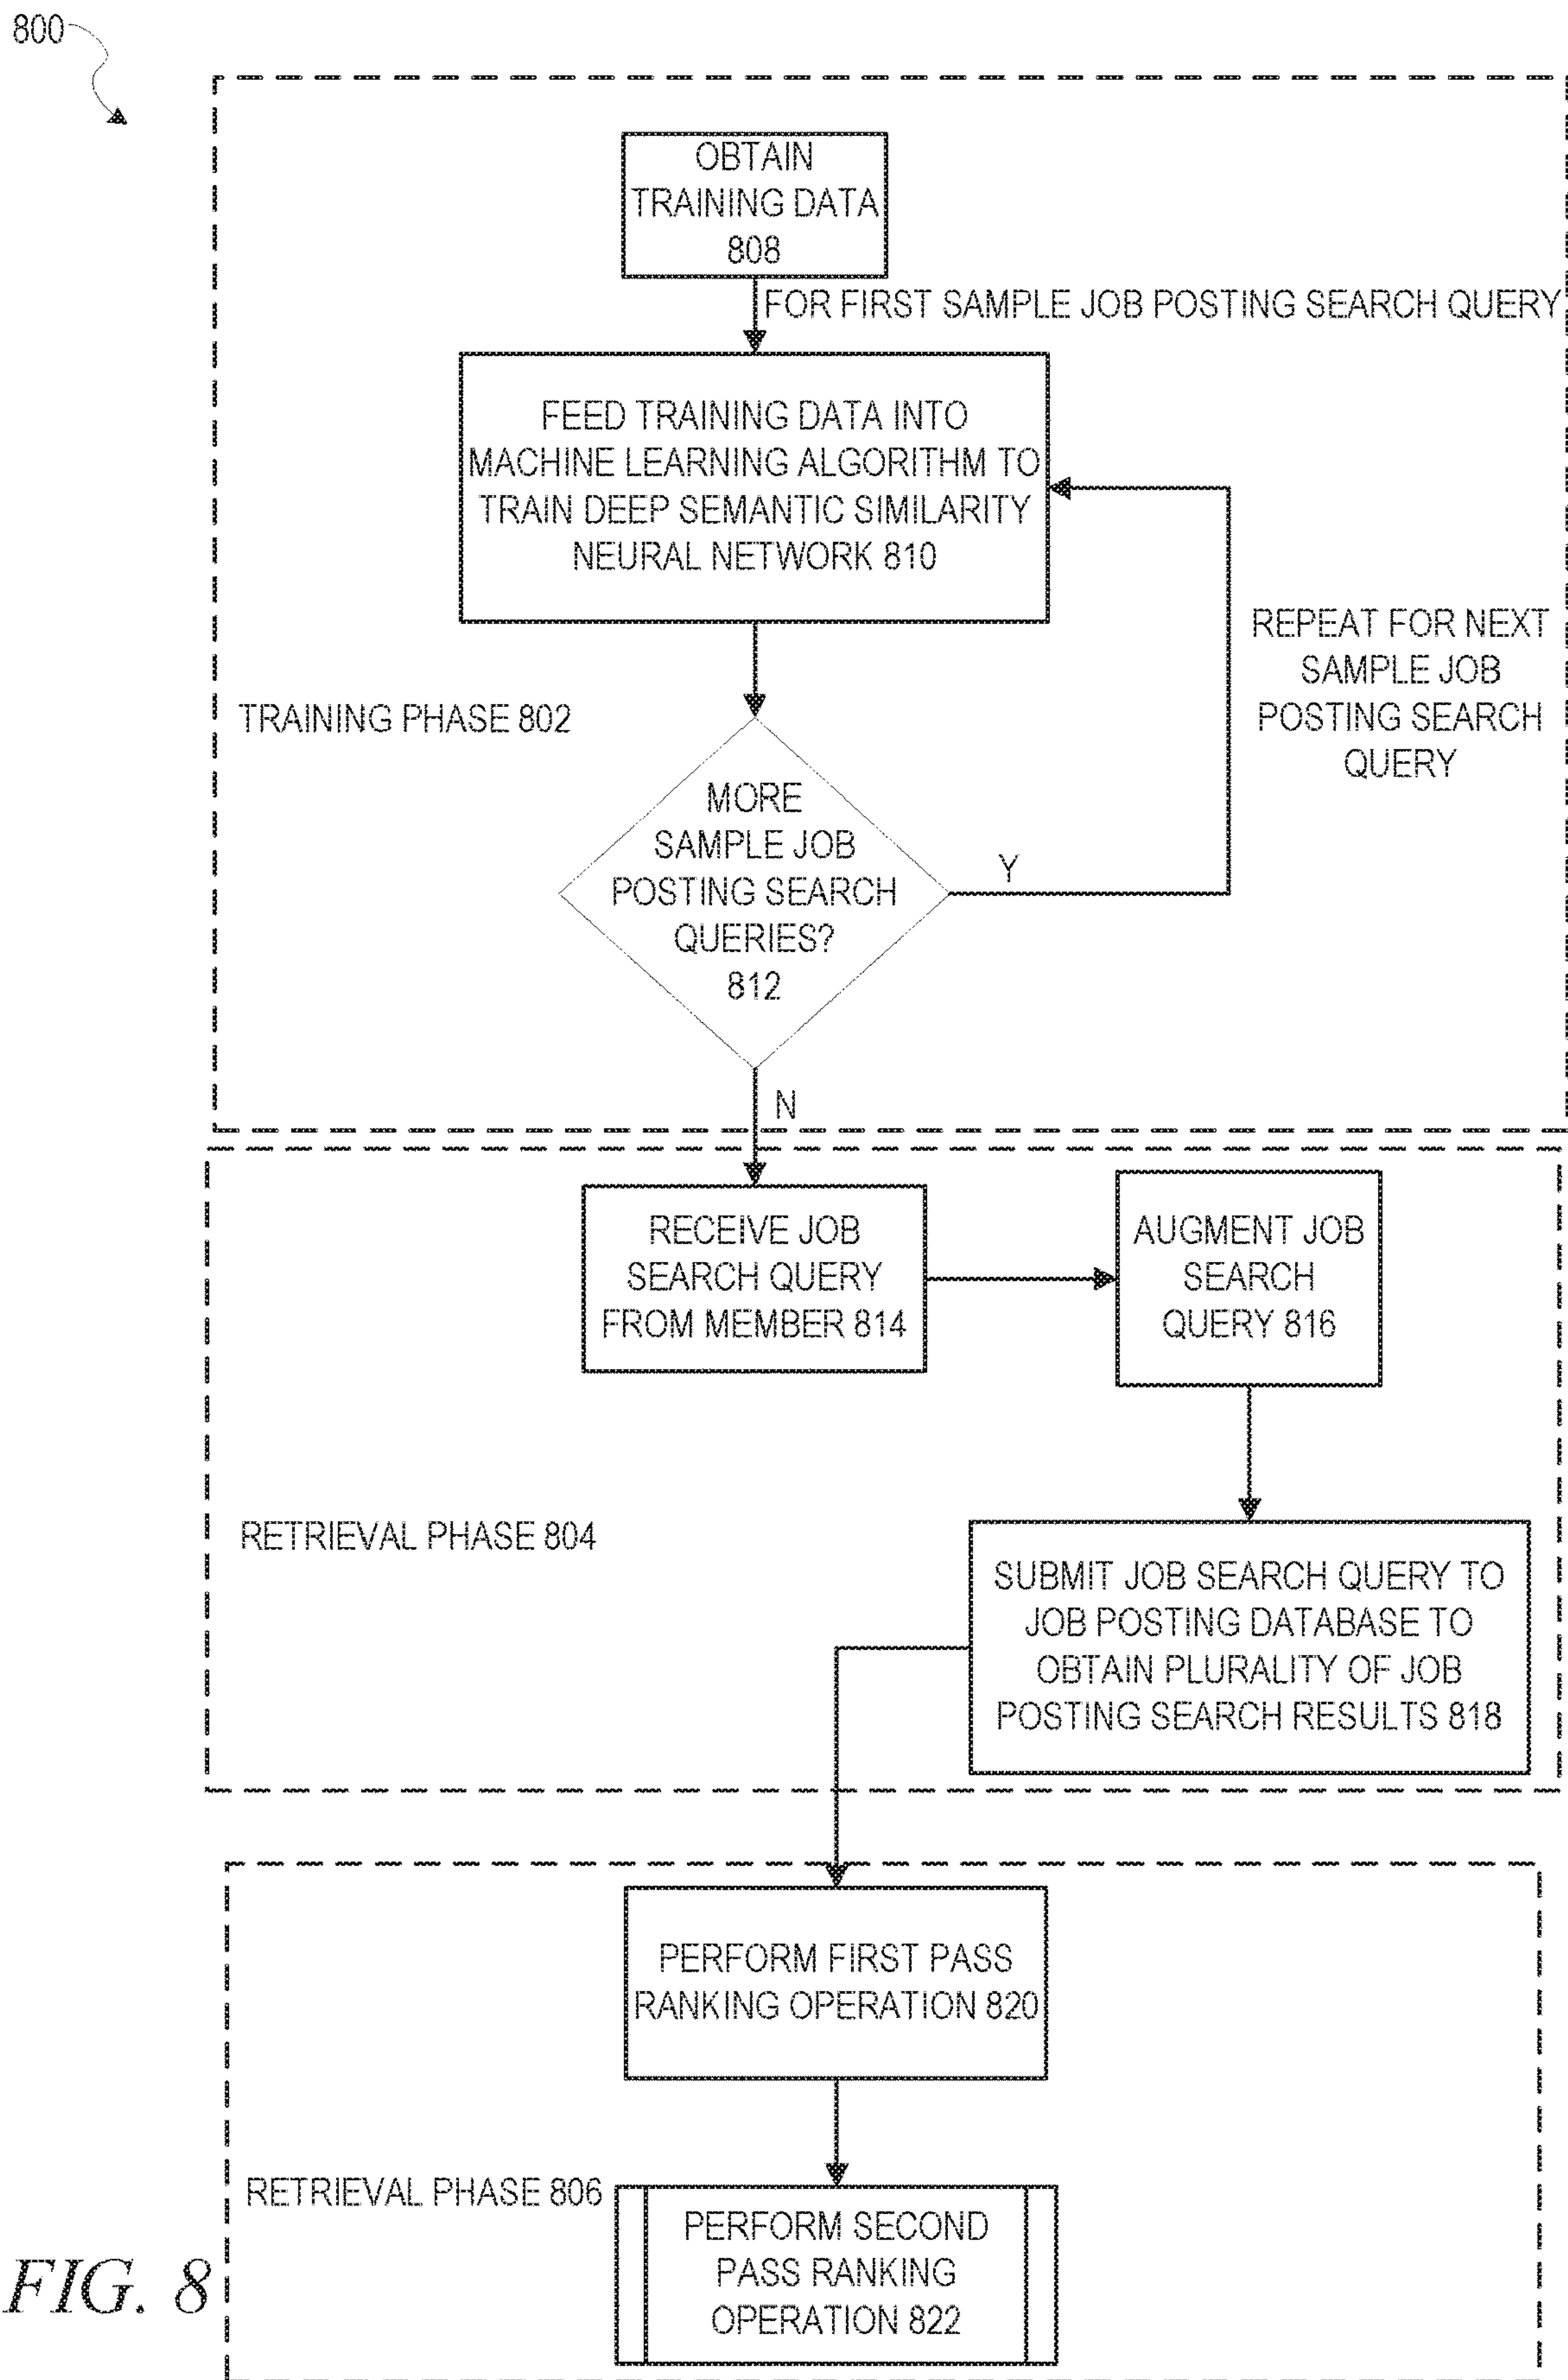 800
OBTAIN
TRAINING DATA
808
FOR FIRST SAMPLE JOB POSTING SEARCH QUERY
FEED TRAINING DATA INTO
MACHINE LEARNING ALGORITHM TO
TRAIN DEEP SEMANTIC SIMILARITY
NEURAL NETWORK 810
REPEAT FOR NEXT
SAMPLE JOB
POSTING SEARCH
QUERY
TRAINING PHASE 802
MORE
SAMPLE JOB
POSTING SEARCH
QUERIES?
812
Y
N
RECEIVE JOB
SEARCH QUERY
FROM MEMBER 814
AUGMENT JOB
SEARCH
QUERY 816
RETRIEVAL PHASE 804
SUBMIT JOB SEARCH QUERY TO
JOB POSTING DATABASE TO
OBTAIN PLURALITY OF JOB
POSTING SEARCH RESULTS 818
PERFORM FIRST PASS
RANKING OPERATION 820
RETRIEVAL PHASE 806
PERFORM SECOND
PASS RANKING
OPERATION 822
FIG. 8